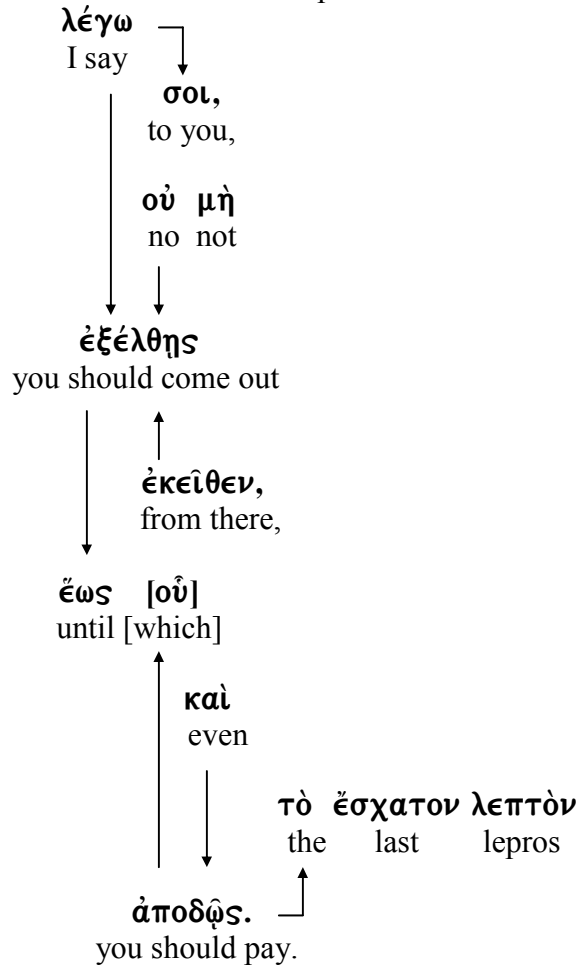 λέγω
I say
σοι,
to you,
οὐ μὴ
no not
ἐξέλθῃς
you should come out
ἐκεῖθεν,
from there,
ἕως [οὗ]
until [which]
καὶ
even
τὸ ἔσχατον λεπτὸν
the last lepros
ἀποδῷς.
you should pay.